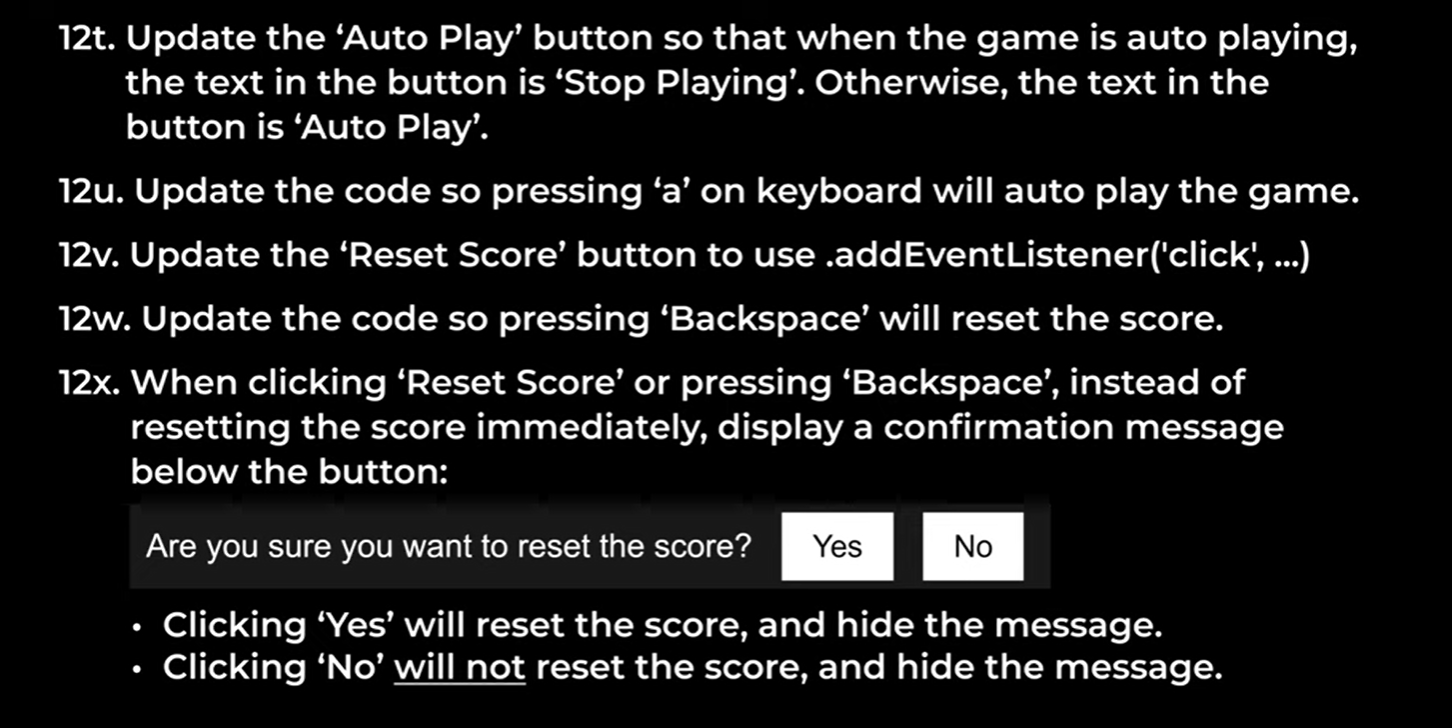 12t. Update the ‘Auto Play’ button so that when the game is auto playing,
the text in the button is ‘Stop Playing’. Otherwise, the text in the
button is ‘Auto Play’.
12u. Update the code so pressing ‘a’ on keyboard will auto play the game.
12v. Update the ‘Reset Score’ button to use .addEventListener('click', ...)
12w. Update the code so pressing ‘Backspace’ will reset the score.
12x. When clicking ‘Reset Score’ or pressing ‘Backspace’, instead of
resetting the score immediately, display a confirmation message
below the button:
Are you sure you want to reset the score? Yes No
• Clicking ‘Yes’ will reset the score, and hide the message.
• Clicking ‘No’ will not reset the score, and hide the message.